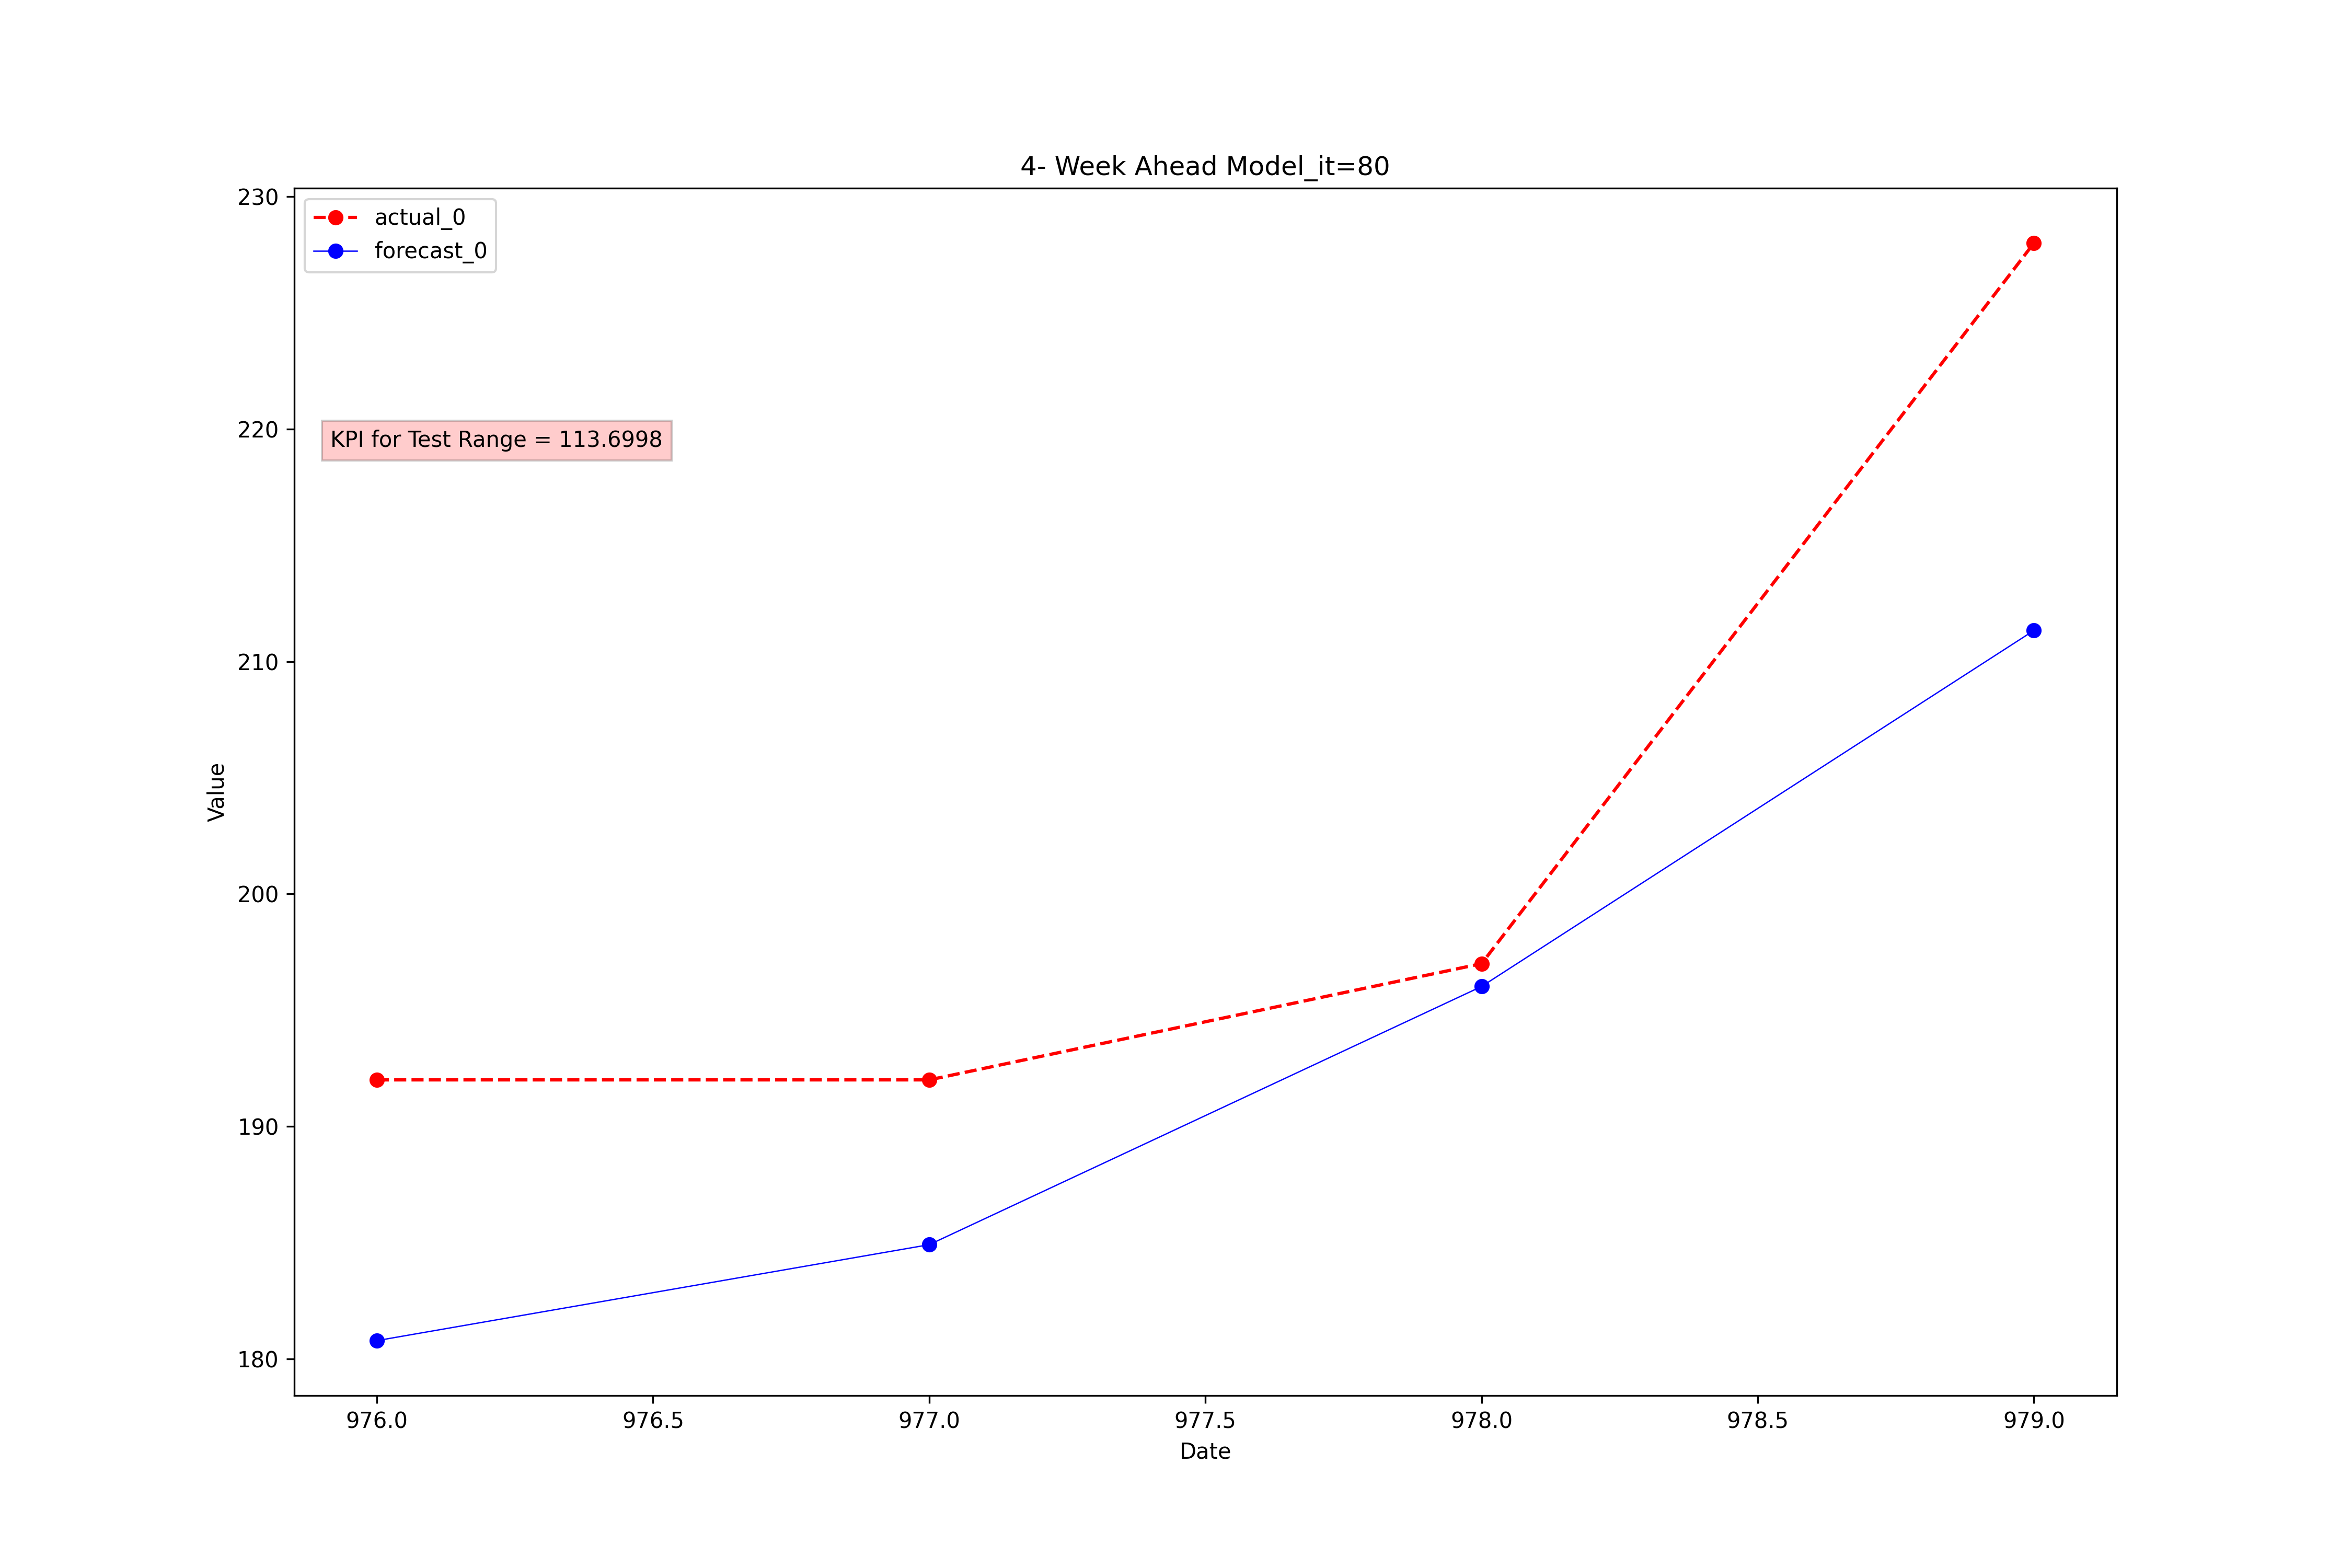 4- Week Ahead Model_it=80
230
actual_0
forecast_0
220
KPI for Test Range = 113.6998
210
Value
200
190
180
976.0 976.5 977.0 977.5 978.0 978.5 979.0
Date